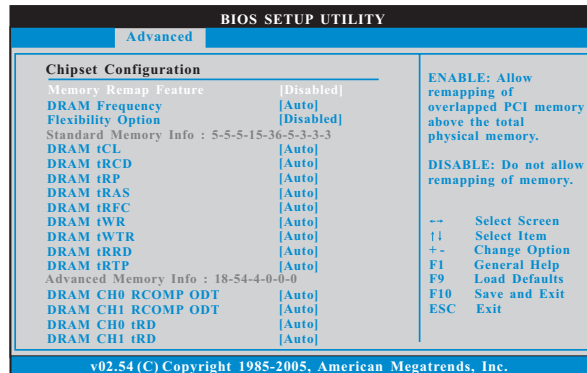 BIOS SETUP UTILITY
Advanced
Chipset Configuration
Memory Remap Feature [Disabled]
DRAM Frequency [Auto]
Flexibility Option [Disabled]
Standard Memory Info : 5-5-5-15-36-5-3-3-3
DRAM tCL [Auto]
DRAM tRCD [Auto]
DRAM tRP [Auto]
DRAM tRAS [Auto]
DRAM tRFC [Auto]
DRAM tWR [Auto]
DRAM tWTR [Auto]
DRAM tRRD [Auto]
DRAM tRTP [Auto]
Advanced Memory Info : 18-54-4-0-0-0
DRAM CH0 RCOMP ODT [Auto]
DRAM CH1 RCOMP ODT [Auto]
DRAM CH0 tRD [Auto]
DRAM CH1 tRD [Auto]
ENABLE: Allow
remapping of
overlapped PCI memory
above the total
physical memory.
DISABLE: Do not allow
remapping of memory.
←→ Select Screen
↑↓ Select Item
+ - Change Option
F1 General Help
F9 Load Defaults
F10 Save and Exit
ESC Exit
v02.54 (C) Copyright 1985-2005, American Megatrends, Inc.